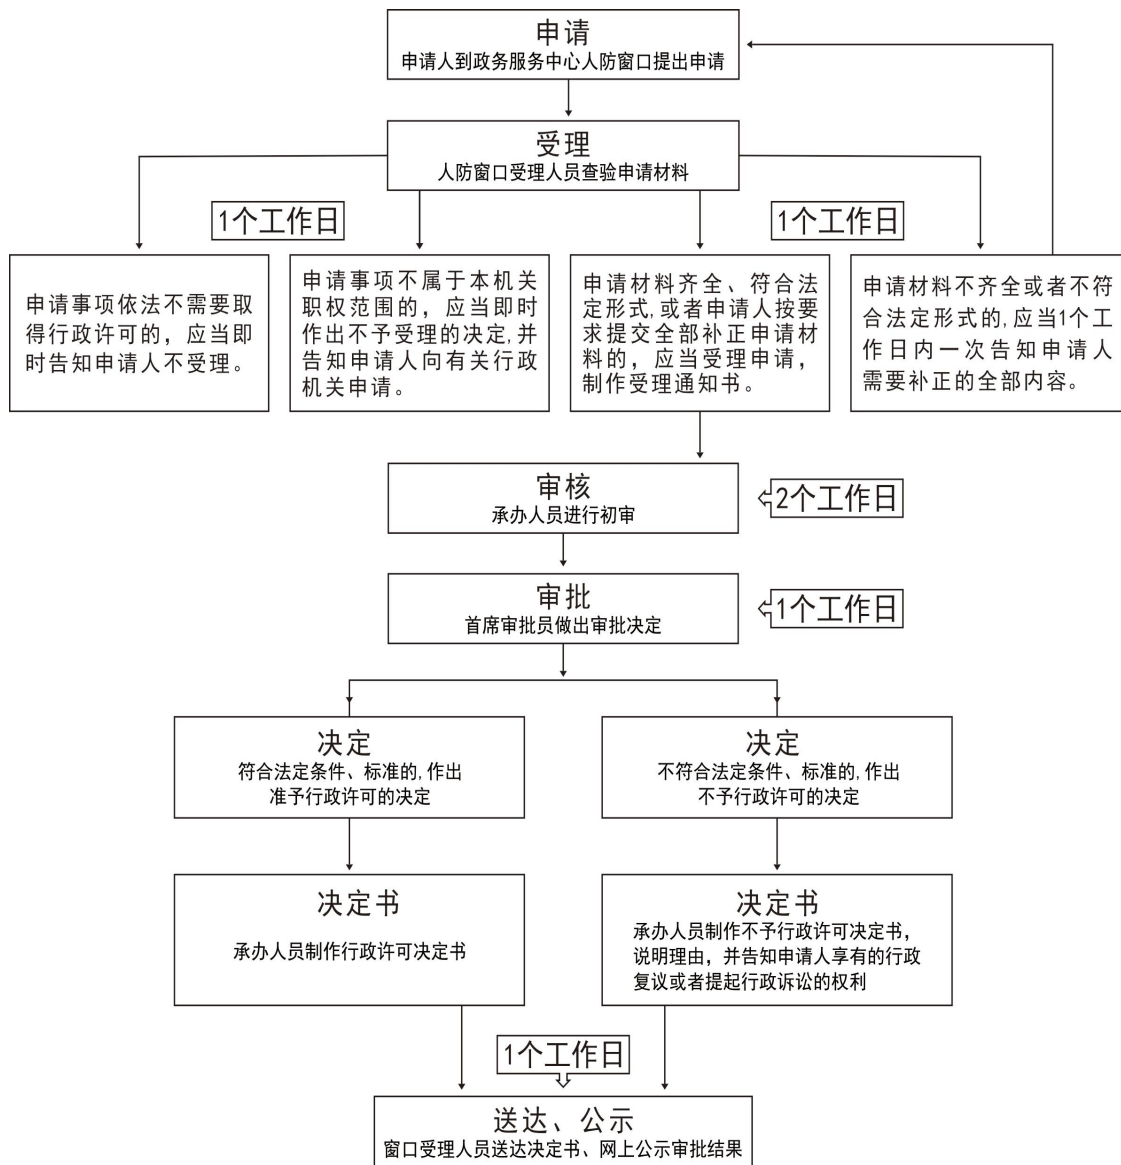 申请
申请人到政务服务中心人防窗口提出申请
受理
人防窗口受理人员查验申请材料
1个工作日
1个工作日
申请事项依法不需要取
得行政许可的，应当即
时告知申请人不受理。
申请事项不属于本机关
职权范围的，应当即时
作出不予受理的决定,并
告知申请人向有关行政
机关申请。
申请材料齐全、符合法
定形式,或者申请人按要
求提交全部补正申请材
料的，应当受理申请，
制作受理通知书。
申请材料不齐全或者不符
合法定形式的,应当1个工
作日内一次告知申请人
需要补正的全部内容。
审核
承办人员进行初审
2个工作日
审批
首席审批员做出审批决定
1个工作日
决定
符合法定条件、标准的,作出
准予行政许可的决定
决定
不符合法定条件、标准的,作出
不予行政许可的决定
决定书
承办人员制作行政许可决定书
决定书
承办人员制作不予行政许可决定书，
说明理由，并告知申请人享有的行政
复议或者提起行政诉讼的权利
1个工作日
送达、公示
窗口受理人员送达决定书、网上公示审批结果